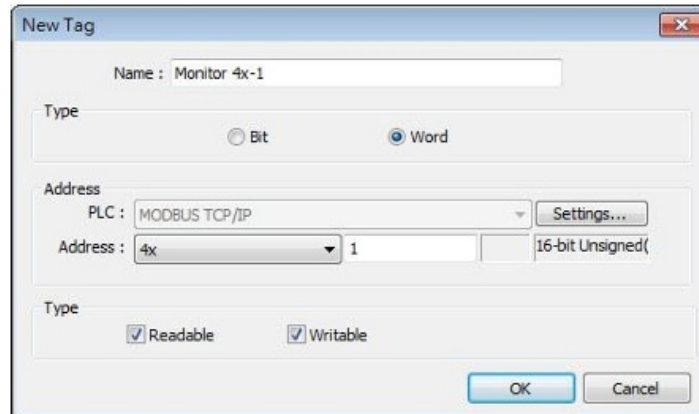 New Tag
Name : Monitor 4x-1
Type
Bit Word
Address
PLC : MODBUS TCP/IP Settings...
Address : 4x 1 16-bit Unsigned(
Type
Readable Writable
OK Cancel